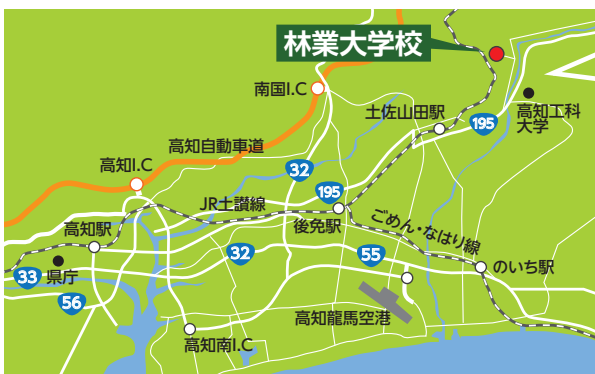 林業大学校
南国I.C
土佐山田駅
195
高知工科
大学
高知自動車道
高知I.C
32
195
JR土讃線
後免駅
ごめん・なはり線
高知駅
32
55
のいち駅
33
県庁
56
高知龍馬空港
高知南I.C